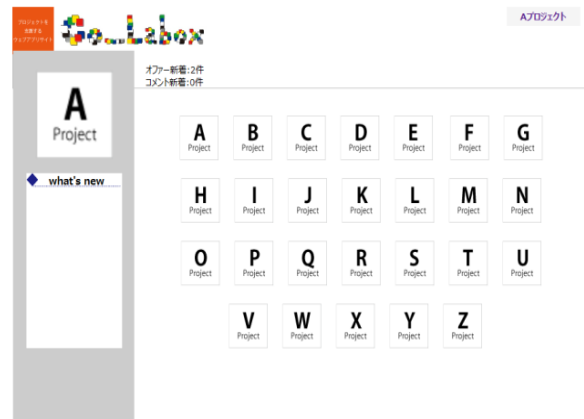 プロジェクトを
支援する
ウェブアプリサイト
Co-Labox
Aプロジェクト
オファー新着:2件
コメント新着:0件
A
Project
what's new
A B C D E F G
Project Project Project Project Project Project Project
H I J K L M N
Project Project Project Project Project Project Project
O P Q R S T U
Project Project Project Project Project Project Project
V W X Y Z
Project Project Project Project Project